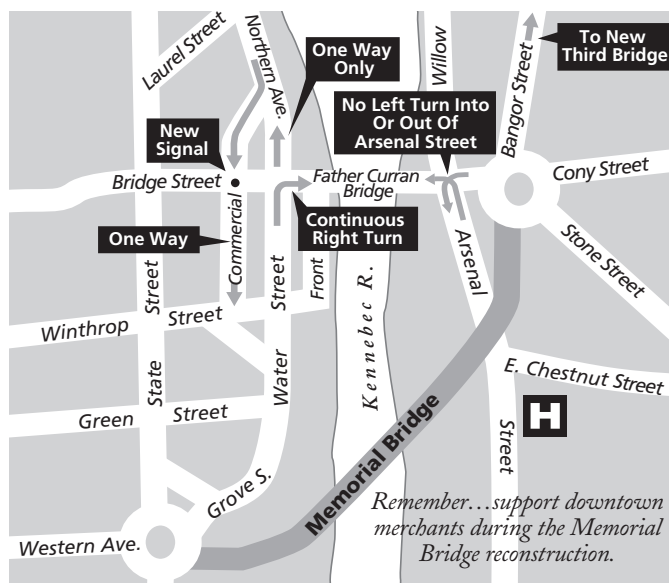 Laurel Street
Northern Ave.
One Way
Only
Willow
Bangor Street
To New
Third Bridge
No Left Turn Into
Or Out Of
Arsenal Street
New
Signal
Bridge Street
Father Curran
Bridge
Cony Street
Continuous
Right Turn
One Way
Commercial
Stone Street
Arsenal
Street
State
Street
Water
Front
Kennebec R.
Winthrop Street
E. Chestnut Street
Green Street
H
Street
Memorial Bridge
Grove S.
Western Ave.
Remember...support downtown
merchants during the Memorial
Bridge reconstruction.